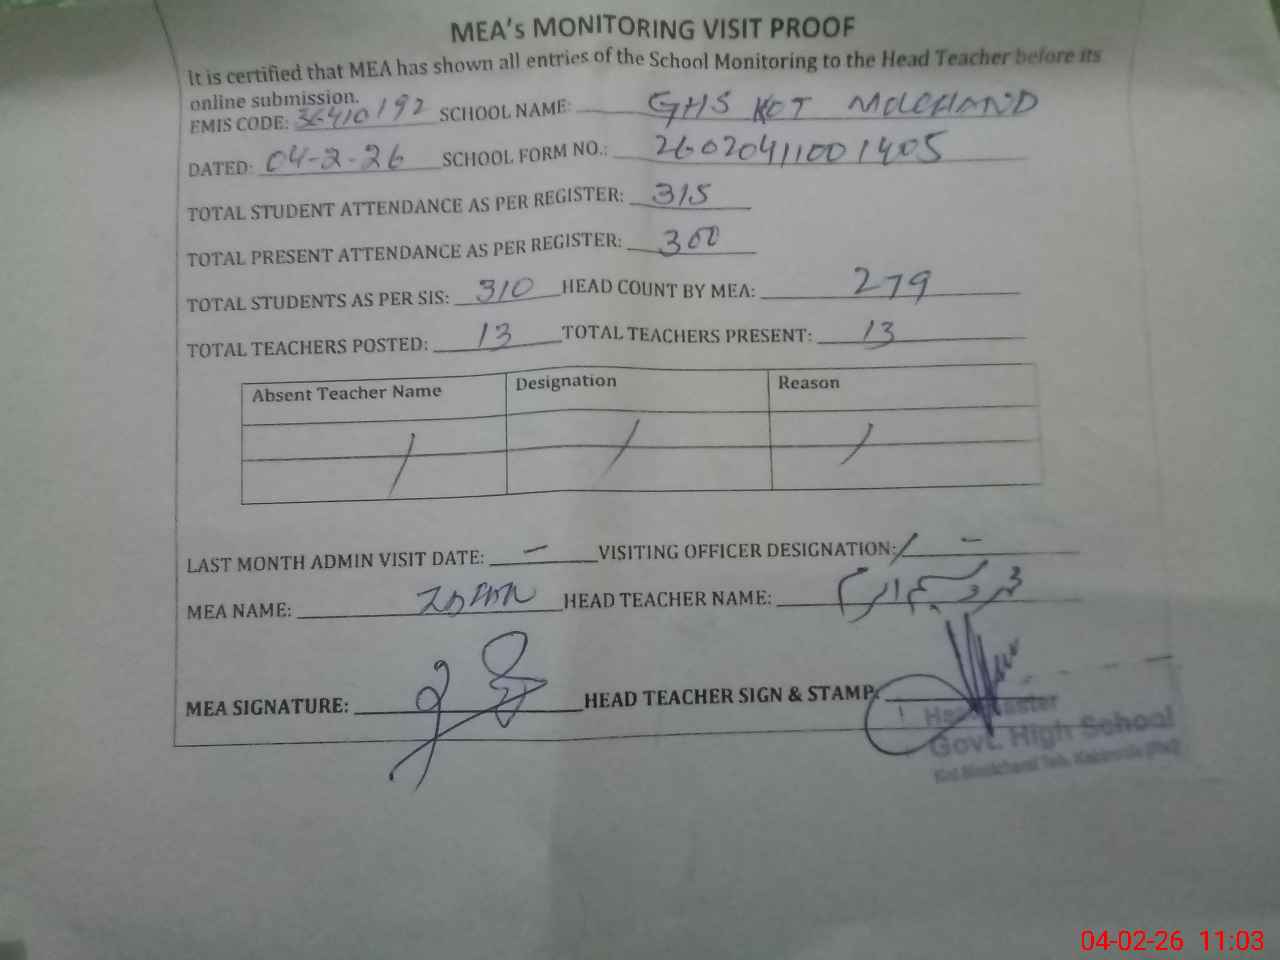 MEA's MONITORING VISIT PROOF
It is certified that MEA has shown all entries of the School Monitoring to the Head Teacher before its
online submission.
EMIS CODE: 36410192 SCHOOL NAME: GHS KOT MOLCHAND
DATED: 04-2-26 SCHOOL FORM NO.: 260204110001405
TOTAL STUDENT ATTENDANCE AS PER REGISTER: 315
TOTAL PRESENT ATTENDANCE AS PER REGISTER: 300
TOTAL STUDENTS AS PER SIS: 310 HEAD COUNT BY MEA: 279
TOTAL TEACHERS POSTED: 13 TOTAL TEACHERS PRESENT: 13
Absent Teacher Name Designation Reason
/ / /
LAST MONTH ADMIN VISIT DATE: – VISITING OFFICER DESIGNATION: / –
MEA NAME: HEAD TEACHER NAME:
MEA SIGNATURE: HEAD TEACHER SIGN & STAMP:
Headmaster
Govt. High School
04-02-26 11:03